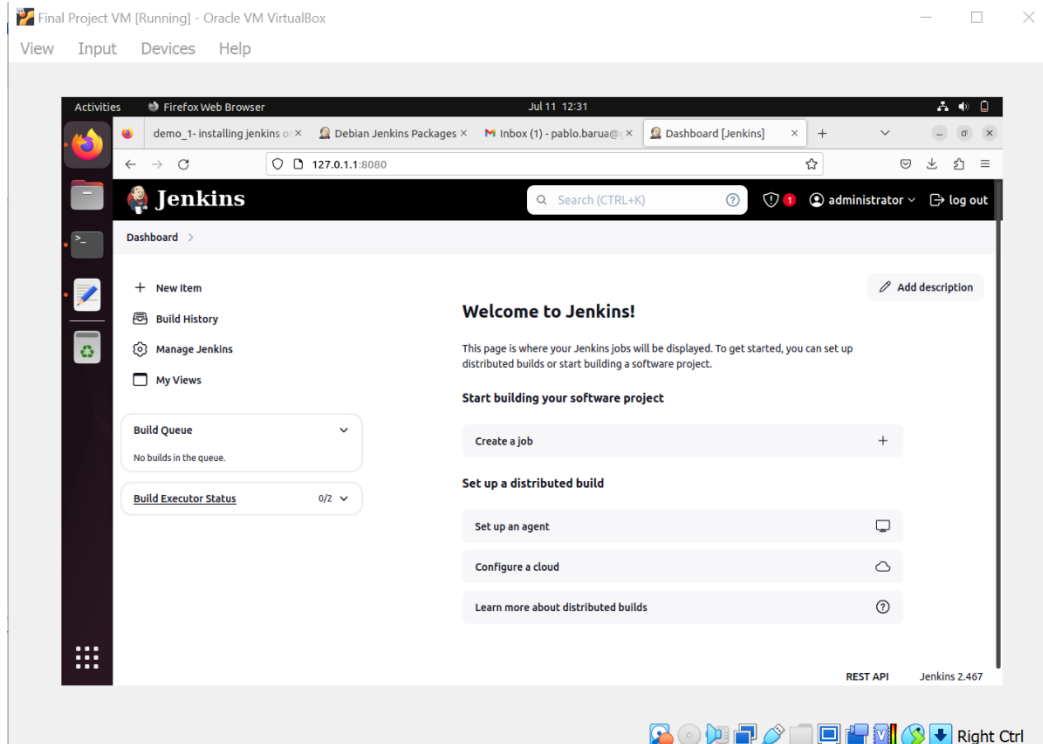 Final Project VM [Running] - Oracle VM VirtualBox
View Input Devices Help
Activities Firefox Web Browser Jul 11 12:31
demo_1- installing jenkins o Debian Jenkins Packages Inbox (1) - pablo.barua@ Dashboard [Jenkins]
127.0.1.1:8080
Jenkins Search (CTRL+K) 1 administrator log out
Dashboard
New Item
Build History
Manage Jenkins
My Views
Build Queue
No builds in the queue.
Build Executor Status 0/2
Add description
Welcome to Jenkins!
This page is where your Jenkins jobs will be displayed. To get started, you can set up
distributed builds or start building a software project.
Start building your software project
Create a job
Set up a distributed build
Set up an agent
Configure a cloud
Learn more about distributed builds
REST API Jenkins 2.467
Right Ctrl